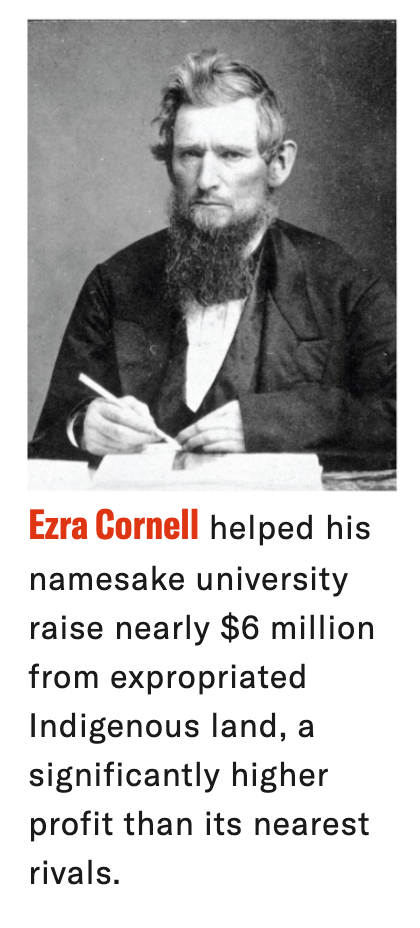 Ezra Cornell helped his
namesake university
raise nearly $6 million
from expropriated
Indigenous land, a
significantly higher
profit than its nearest
rivals.